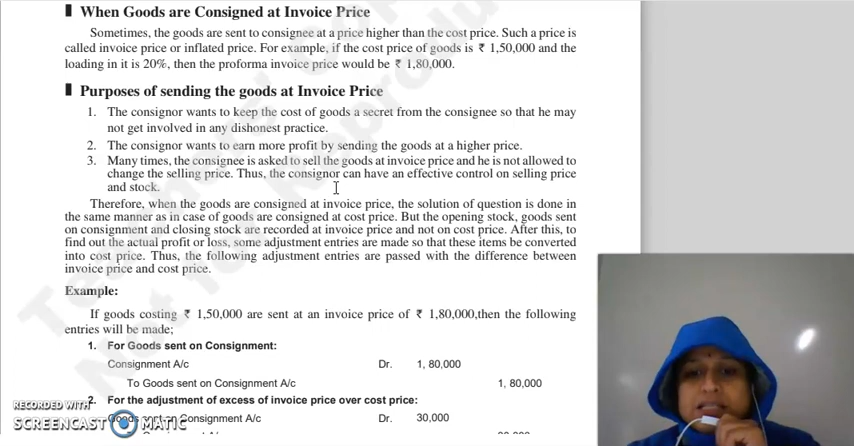 When Goods are Consigned at Invoice Price
Sometimes, the goods are sent to consignee at a price higher than the cost price. Such a price is
called invoice price or inflated price. For example, if the cost price of goods is ₹ 1,50,000 and the
loading in it is 20%, then the proforma invoice price would be ₹ 1,80,000.
Purposes of sending the goods at Invoice Price
1. The consignor wants to keep the cost of goods a secret from the consignee so that he may
not get involved in any dishonest practice.
2. The consignor wants to earn more profit by sending the goods at a higher price.
3. Many times, the consignee is asked to sell the goods at invoice price and he is not allowed to
change the selling price. Thus, the consignor can have an effective control on selling price
and stock.
Therefore, when the goods are consigned at invoice price, the solution of question is done in
the same manner as in case of goods are consigned at cost price. But the opening stock, goods sent
on consignment and closing stock are recorded at invoice price and not on cost price. After this, to
find out the actual profit or loss, some adjustment entries are made so that these items be converted
into cost price. Thus, the following adjustment entries are passed with the difference between
invoice price and cost price.
Example:
If goods costing ₹ 1,50,000 are sent at an invoice price of ₹ 1,80,000,then the following
entries will be made;
1. For Goods sent on Consignment:
Consignment A/c Dr. 1, 80,000
To Goods sent on Consignment A/c 1, 80,000
2. For the adjustment of excess of invoice price over cost price:
Goods sent on Consignment A/c Dr. 30,000
RECORDED WITH
SCREENCAST MATIC